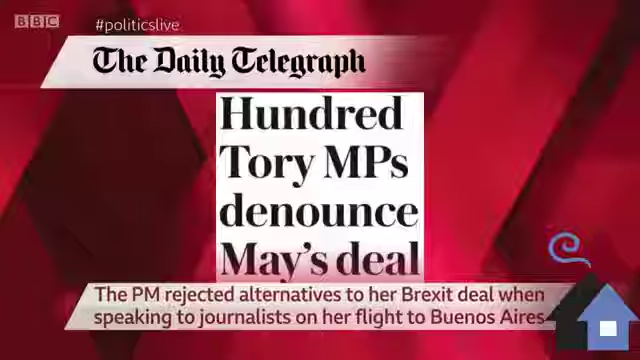 BBC
#politicslive
The Daily Telegraph
Hundred
Tory MPs
denounce
May's deal
The PM rejected alternatives to her Brexit deal when
speaking to journalists on her flight to Buenos Aires